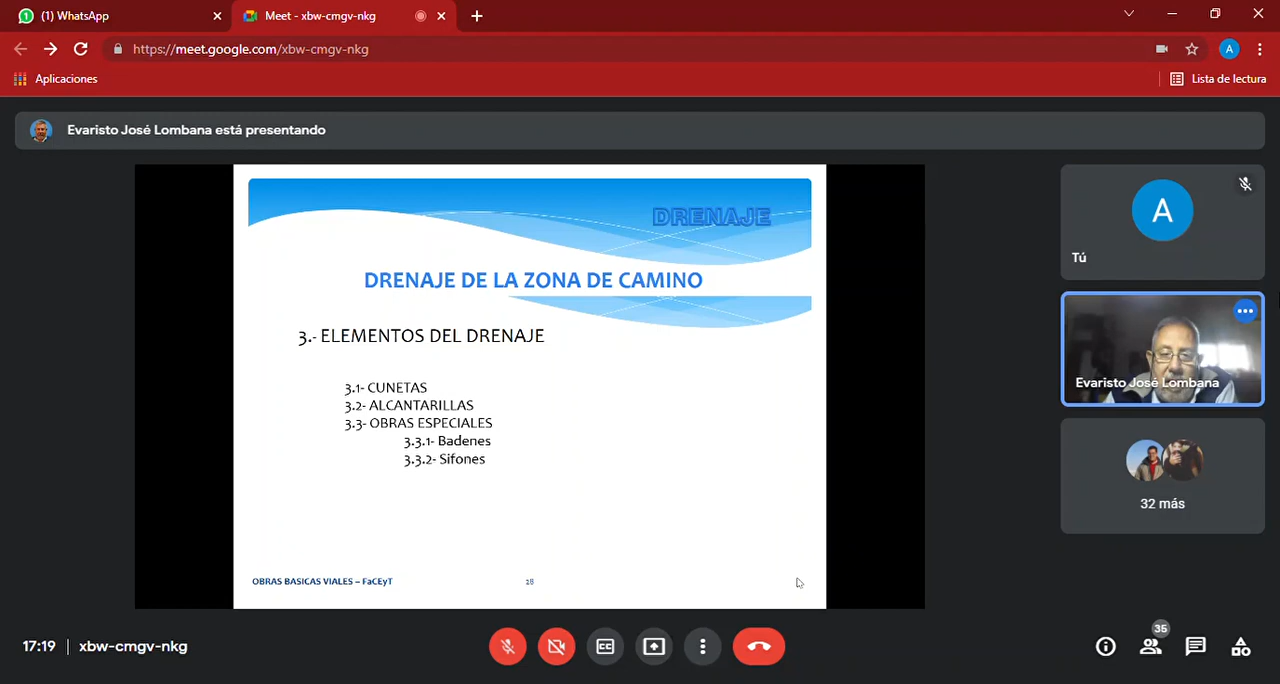 (1) WhatsApp
Meet - xbw-cmgv-nkg
https://meet.google.com/xbw-cmgv-nkg
A
Aplicaciones
Lista de lectura
Evaristo José Lombana está presentando
DRENAJE
DRENAJE DE LA ZONA DE CAMINO
3.- ELEMENTOS DEL DRENAJE
3.1- CUNETAS
3.2- ALCANTARILLAS
3.3- OBRAS ESPECIALES
3.3.1- Badenes
3.3.2- Sifones
OBRAS BASICAS VIALES – FaCEyT
18
A
Tú
Evaristo José Lombana
32 más
17:19 | xbw-cmgv-nkg
CC
35